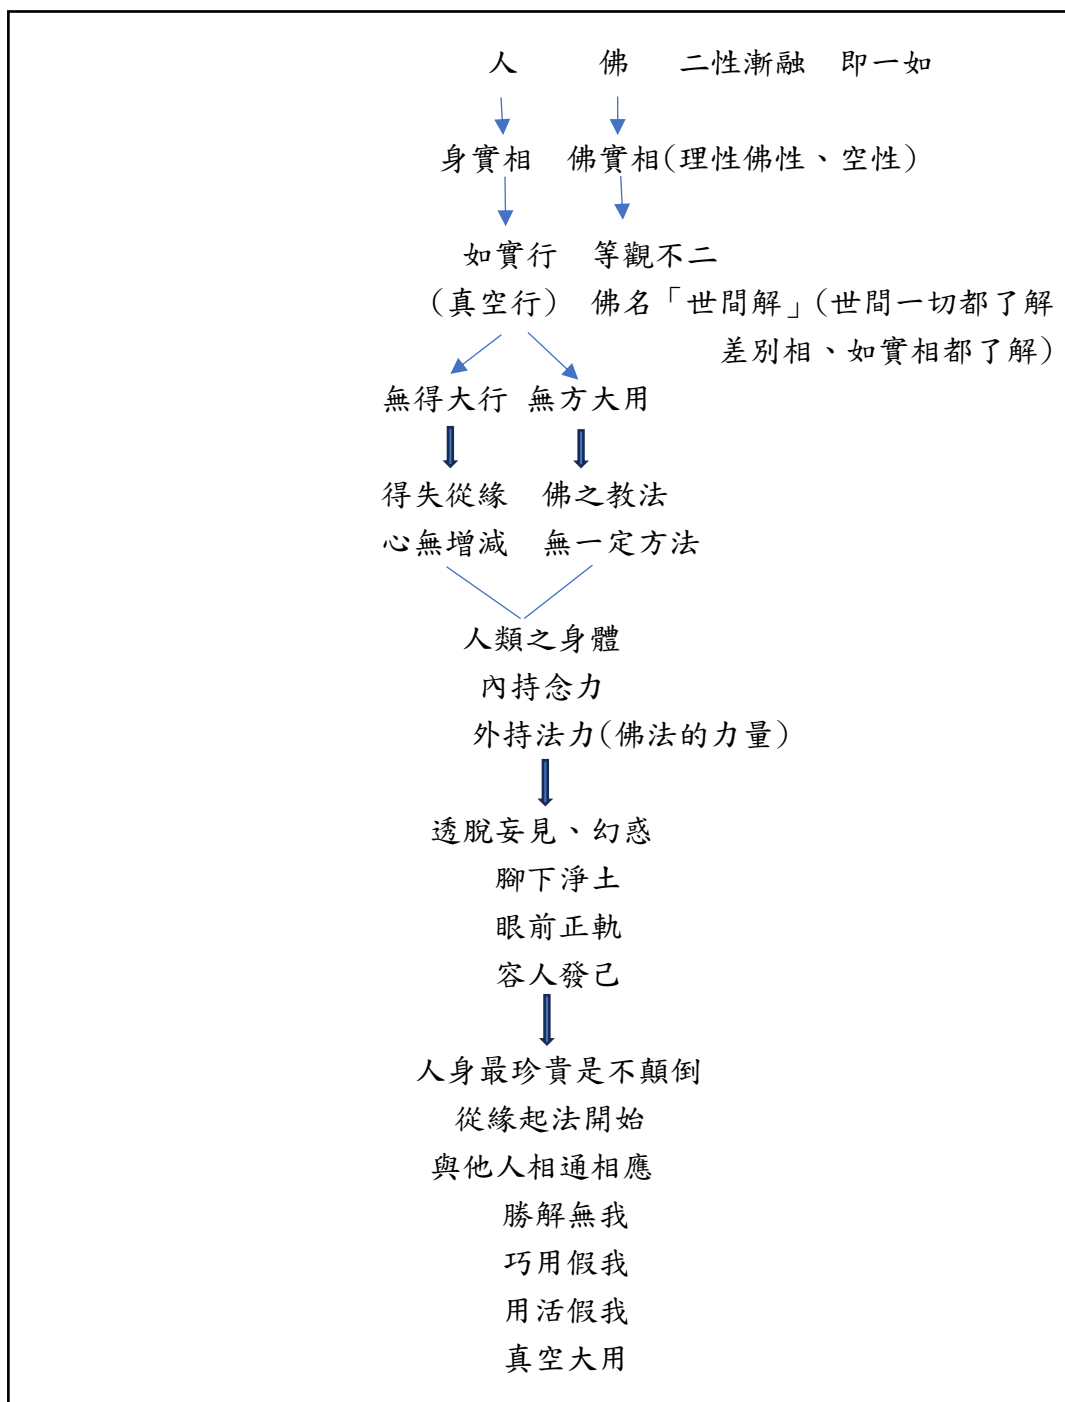 人　佛　二性漸融　即一如
身實相　佛實相(理性佛性、空性)
如實行　等觀不二
(真空行)　佛名「世間解」(世間一切都了解
差別相、如實相都了解)
無得大行　無方大用
得失從緣　佛之教法
心無增減　無一定方法
人類之身體
內持念力
外持法力(佛法的力量)
透脫妄見、幻惑
腳下淨土
眼前正軌
容人發己
人身最珍貴是不顛倒
從緣起法開始
與他人相通相應
勝解無我
巧用假我
用活假我
真空大用